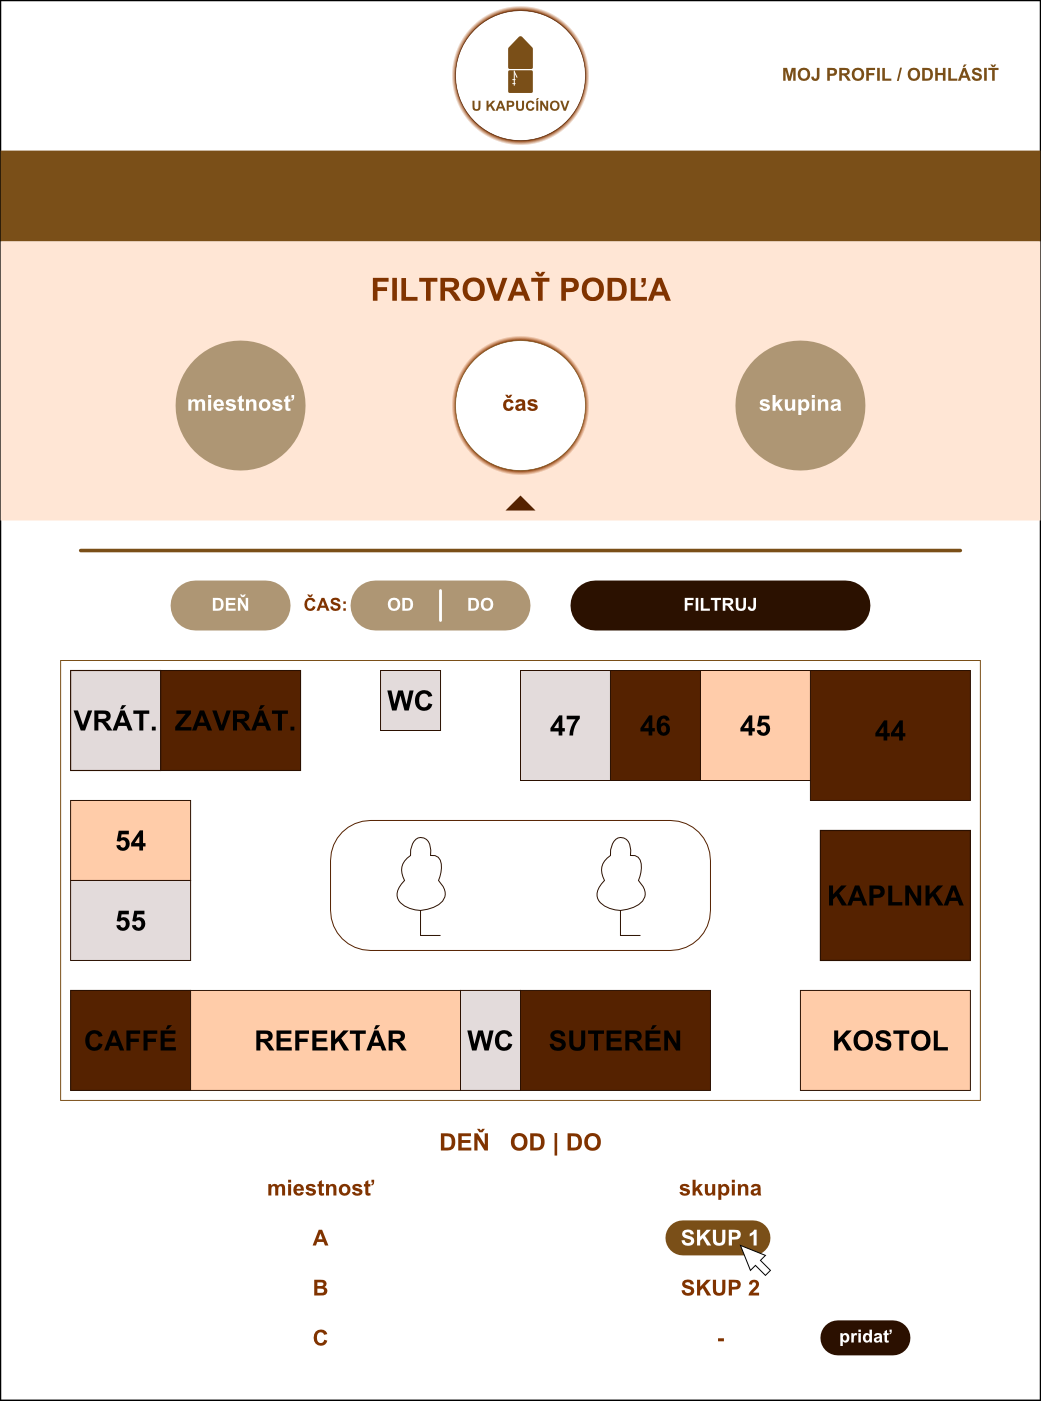 U KAPUCÍNOV
MOJ PROFIL / ODHLÁSIŤ
FILTROVAŤ PODĽA
miestnosť
čas
skupina
DEŇ
ČAS:
OD
DO
FILTRUJ
VRÁT.
ZAVRÁT.
WC
47
46
45
44
54
55
KAPLNKA
CAFFÉ
REFEKTÁR
WC
SUTERÉN
KOSTOL
DEŇ OD | DO
miestnosť skupina
A SKUP 1
B SKUP 2
C - pridať